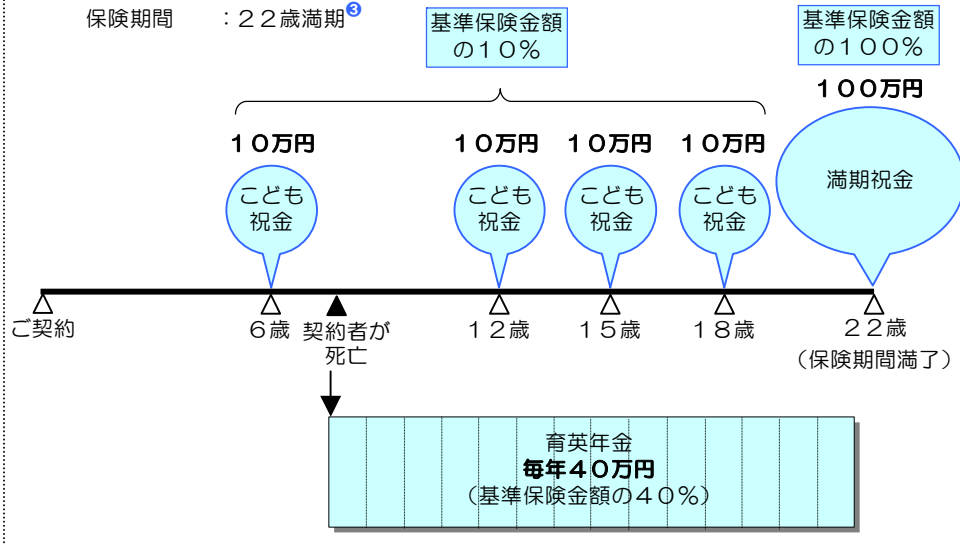 保険期間　：２２歳満期❸
基準保険金額
の１０％
基準保険金額
の１００％
１００万円
１０万円
１０万円
１０万円
１０万円
こども
祝金
こども
祝金
こども
祝金
こども
祝金
満期祝金
ご契約
６歳
契約者が
死亡
１２歳
１５歳
１８歳
２２歳
（保険期間満了）
育英年金
毎年４０万円
（基準保険金額の４０％）